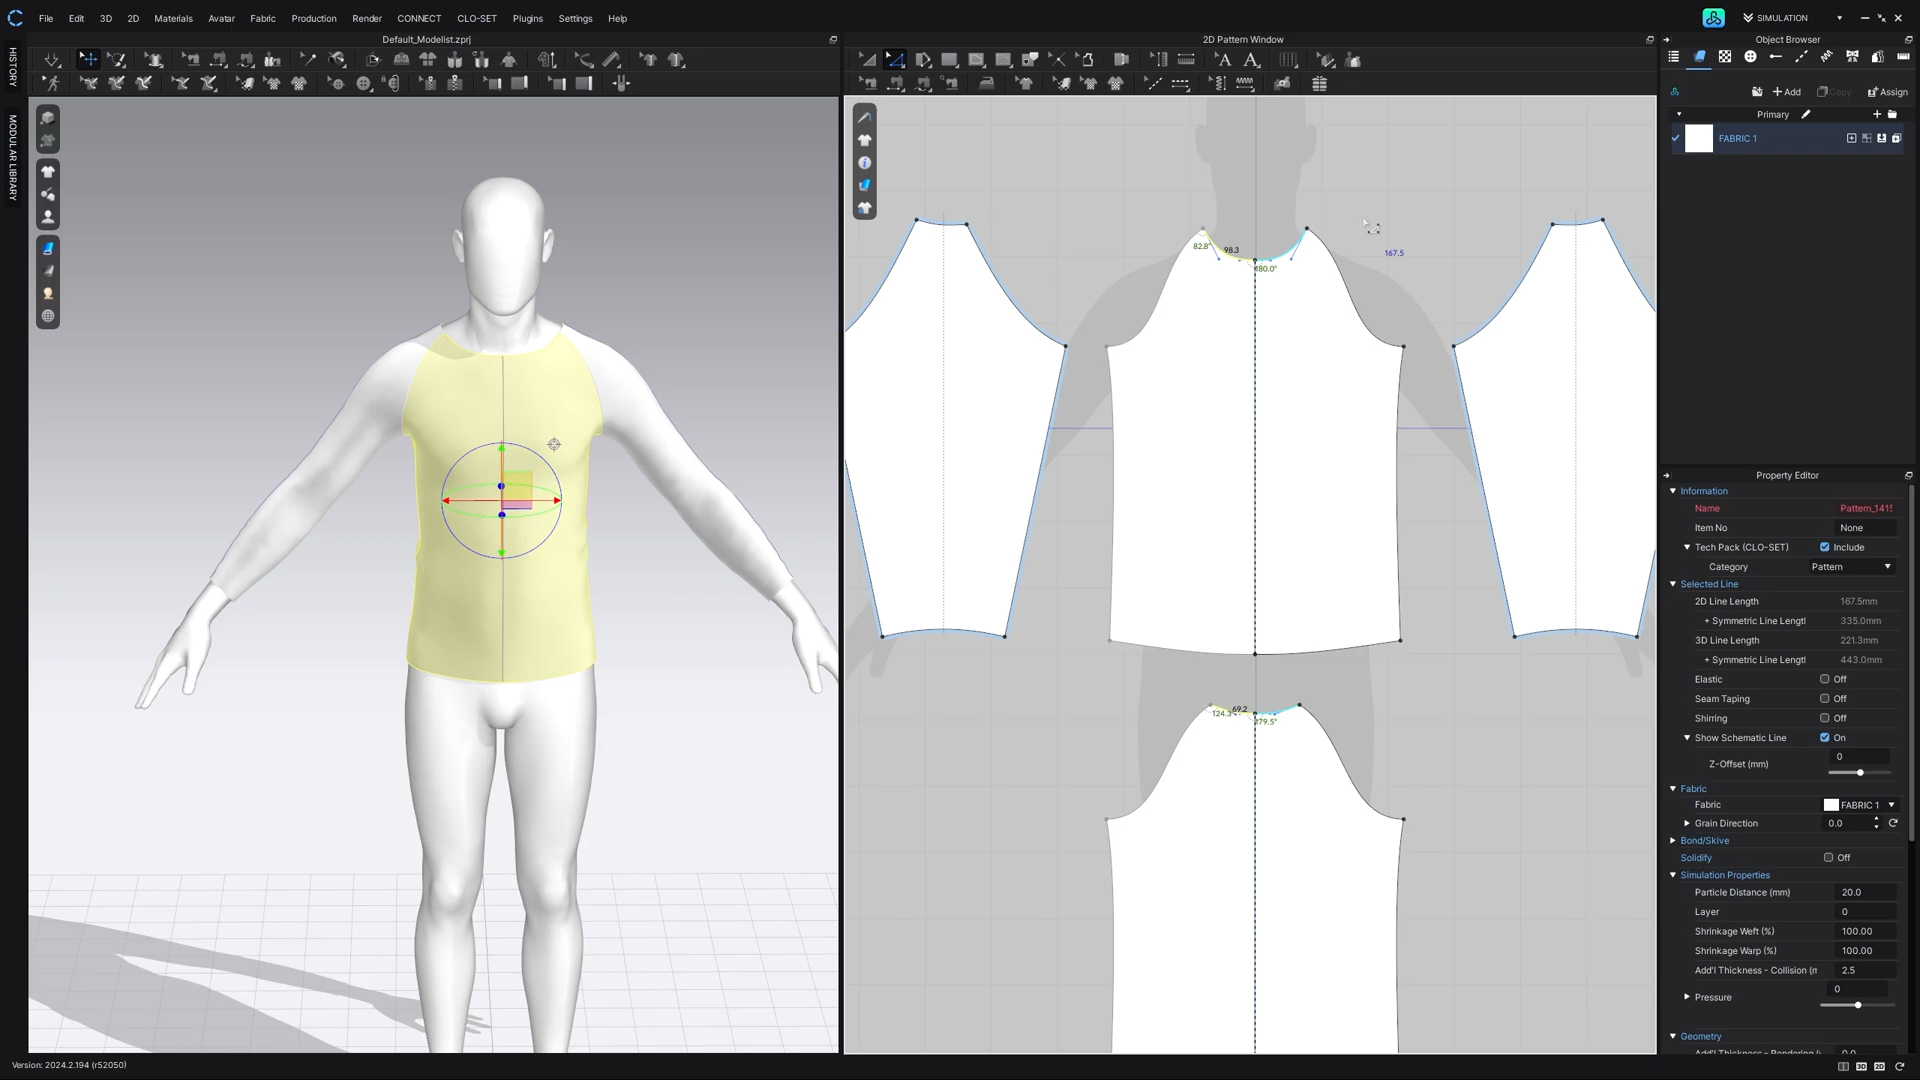 File Edit 3D 2D Materials Avatar Fabric Production Render CONNECT CLO-SET Plugins Settings Help
SIMULATION
Default_Modelist.zprj
2D Pattern Window
Object Browser
HISTORY
MODULAR LIBRARY
Add
Copy
Assign
Primary
FABRIC 1
82.8°
98.3
180.0°
167.5
69.2
179.5°
Property Editor
Information
Name
Item No None
Tech Pack (CLO-SET) Include
Category Pattern
Selected Line
2D Line Length 167.5mm
+ Symmetric Line Lengtl 335.0mm
3D Line Length 221.3mm
+ Symmetric Line Lengtl 443.0mm
Elastic Off
Seam Taping Off
Shirring Off
Show Schematic Line On
Z-Offset (mm) 0
Fabric
Fabric FABRIC 1
Grain Direction 0.0
Bond/Skive
Solidify Off
Simulation Properties
Particle Distance (mm) 20.0
Layer 0
Shrinkage Weft (%) 100.00
Shrinkage Warp (%) 100.00
Add'l Thickness - Collision (n 2.5
Pressure 0
Geometry
Version: 2024.2.194 (r52050)